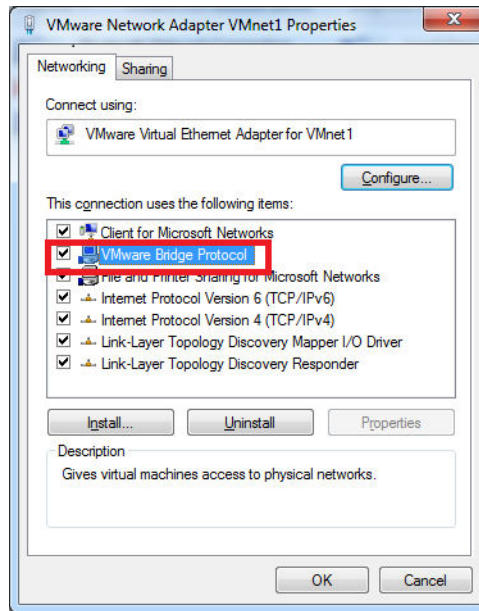 VMware Network Adapter VMnet1 Properties
Networking
Sharing
Connect using:
VMware Virtual Ethernet Adapter for VMnet1
Configure...
This connection uses the following items:
Client for Microsoft Networks
VMware Bridge Protocol
File and Printer Sharing for Microsoft Networks
Internet Protocol Version 6 (TCP/IPv6)
Internet Protocol Version 4 (TCP/IPv4)
Link-Layer Topology Discovery Mapper I/O Driver
Link-Layer Topology Discovery Responder
Install...
Uninstall
Properties
Description
Gives virtual machines access to physical networks.
OK
Cancel